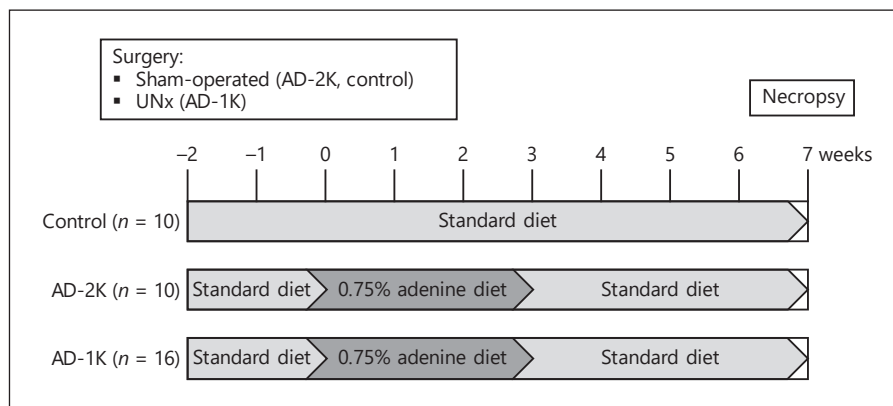 Surgery:
▪ Sham-operated (AD-2K, control)
▪ UNx (AD-1K)
Necropsy
–2 –1 0 1 2 3 4 5 6 7 weeks
Control (n = 10) Standard diet
AD-2K (n = 10) Standard diet 0.75% adenine diet Standard diet
AD-1K (n = 16) Standard diet 0.75% adenine diet Standard diet